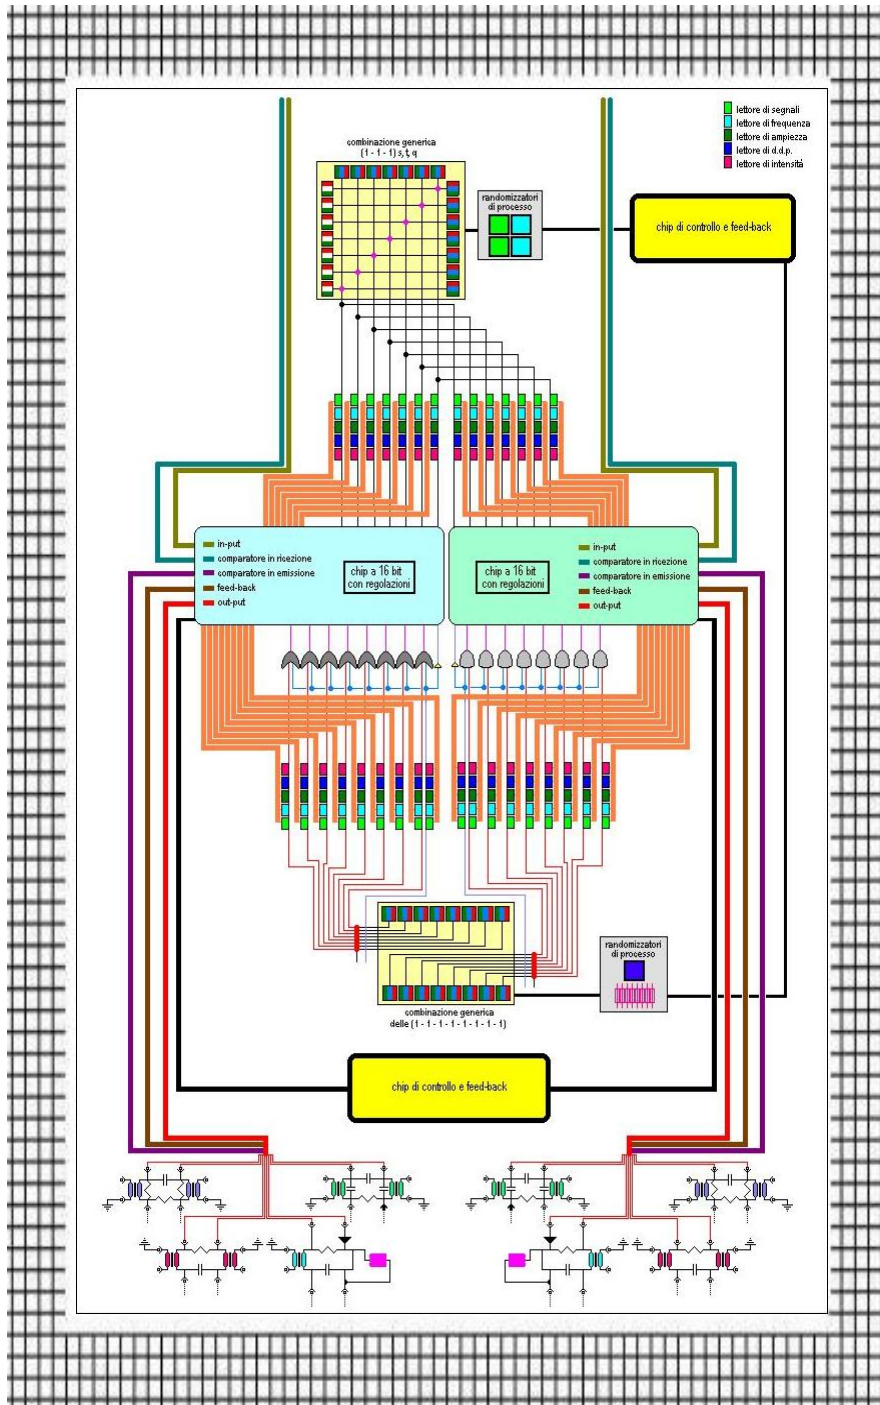 lettore di segnali
lettore di frequenza
lettore di ampiezza
lettore di d.d.p.
lettore di intensità
combinazione generica
(1 - 1 - 1) s, t, q
randomizzatori
di processo
chip di controllo e feed-back
in-put
comparatore in ricezione
comparatore in emissione
feed-back
out-put
chip a 16 bit
con regolazioni
chip a 16 bit
con regolazioni
in-put
comparatore in ricezione
comparatore in emissione
feed-back
out-put
randomizzatori
di processo
combinazione generica
delle (1 - 1 - 1 - 1 - 1 - 1 - 1 - 1)
chip di controllo e feed-back